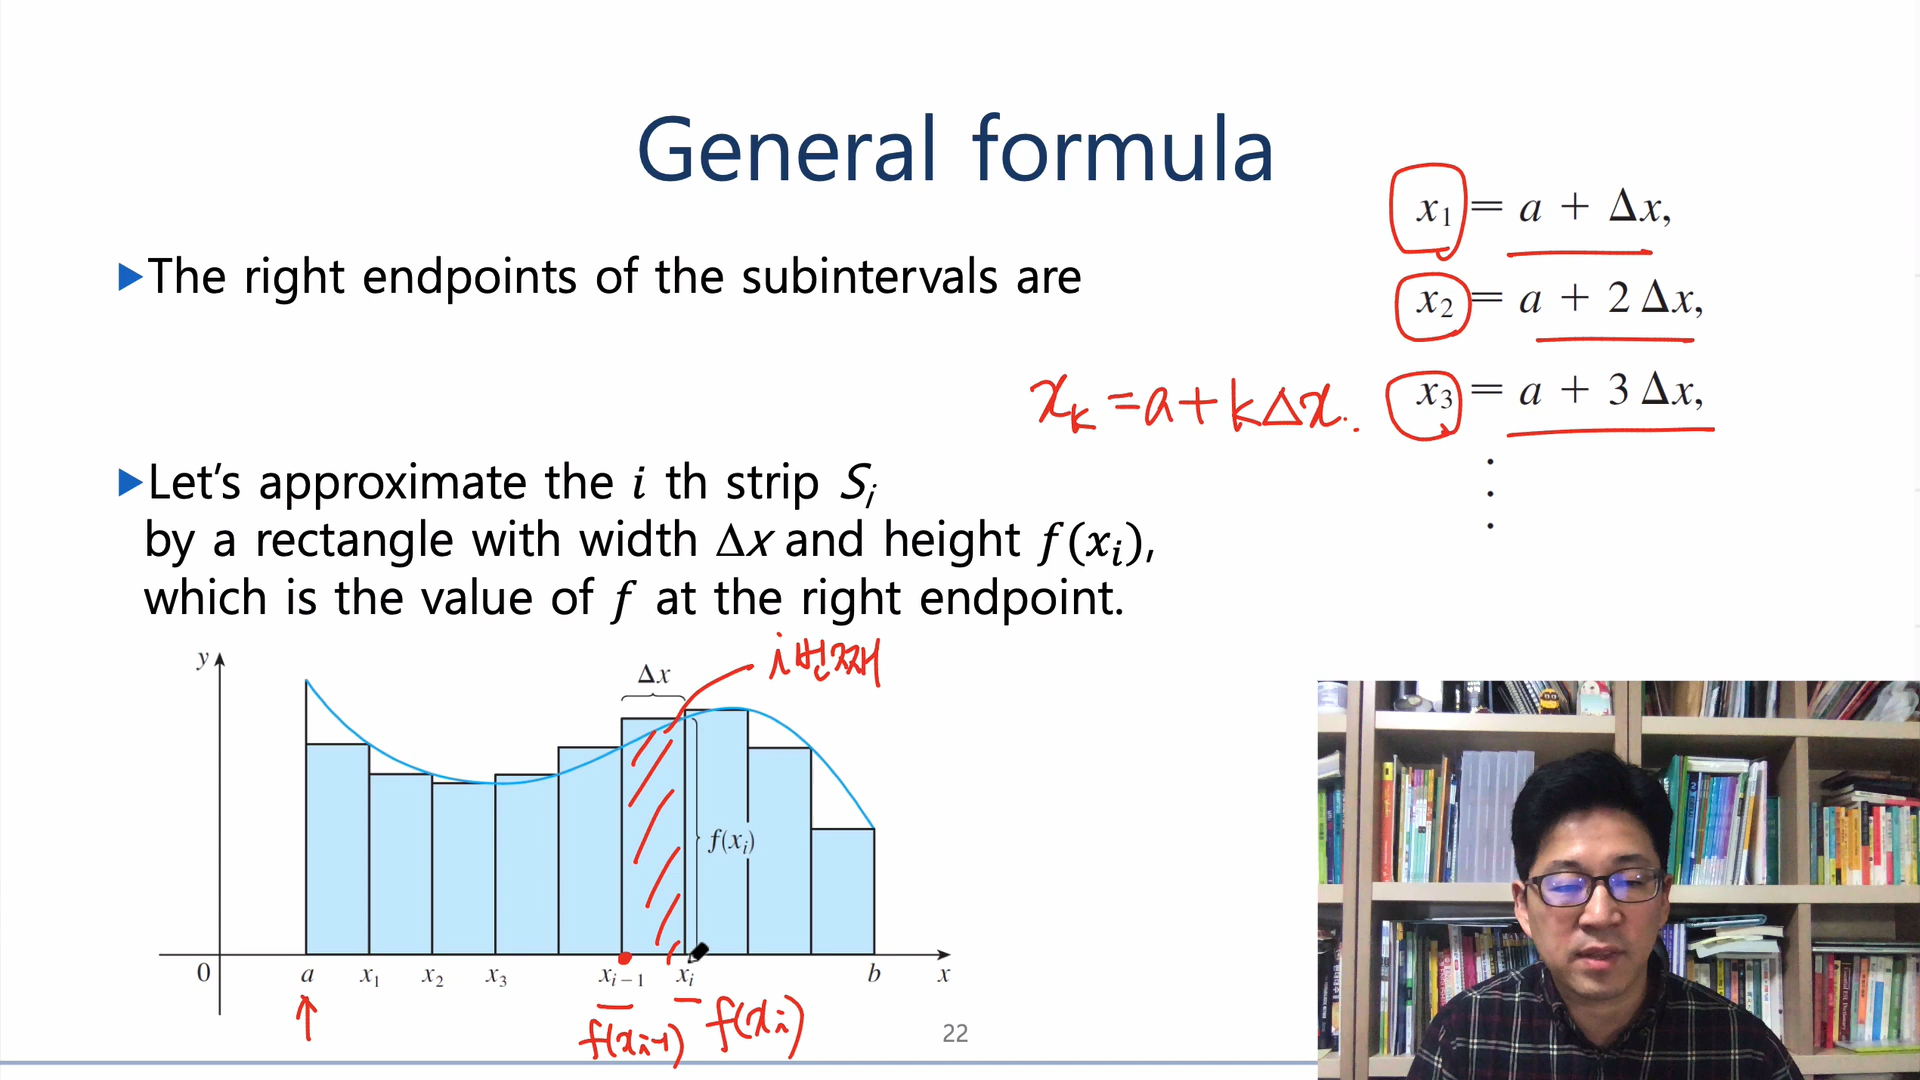 General formula
x₁ = a + Δx,
▶The right endpoints of the subintervals are
x₂ = a + 2 Δx,
x₃ = a + 3 Δx,
xₖ = a + kΔx.
⋮
▶Let's approximate the i th strip Sᵢ
by a rectangle with width Δx and height f(xᵢ),
which is the value of f at the right endpoint.
i번째
y
Δx
f(xᵢ)
0 a x₁ x₂ x₃ xᵢ₋₁ xᵢ b x
f(xᵢ₋₁) f(xᵢ)
22